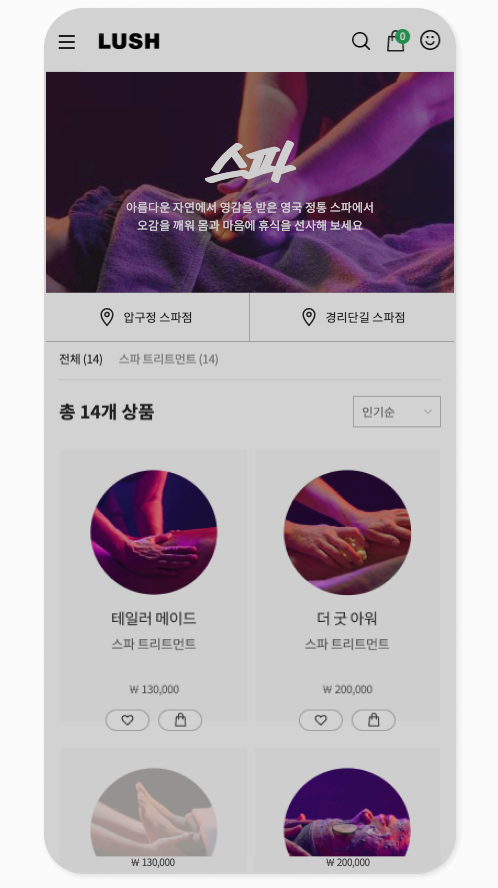 LUSH
0
스파
아름다운 자연에서 영감을 받은 영국 정통 스파에서
오감을 깨워 몸과 마음에 휴식을 선사해 보세요
압구정 스파점
경리단길 스파점
전체 (14)
스파 트리트먼트 (14)
총 14개 상품
인기순
테일러 메이드
스파 트리트먼트
₩ 130,000
더 굿 아워
스파 트리트먼트
₩ 200,000
₩ 130,000
₩ 200,000